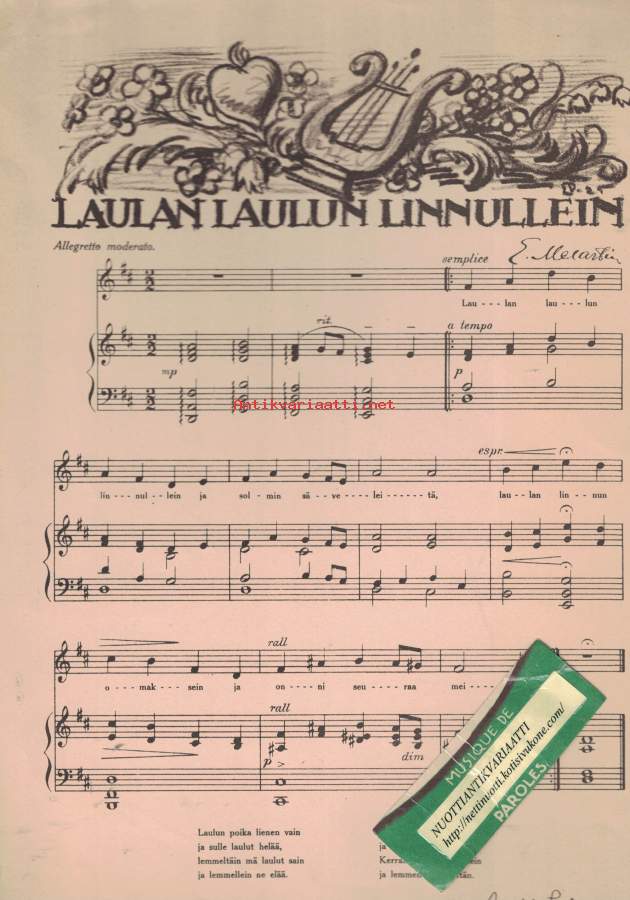 LAULAN LAULUN LINNULLEIN
Allegretto moderato.
semplice
Lau - - - lan lau - - lun
rit.
a tempo
mp
p
Antikvariaatti.net
espr.
lin - - - nul - - lein ja sol - min sä - ve - lei - - tä, lau - lan lin - - nun
rall
o - - mak - - sein ja on - - ni seu - - raa mei - - -
rall
p
dim
Laulun poika lienen vain
ja sulle laulut helää,
lemmeltäin mä laulut sain
ja lemmellein ne elää.
MUSIQUE DE
NUOTTIANTIKVARIAATTI
http://nettinuotti.kotisivukone.com/
PAROLES